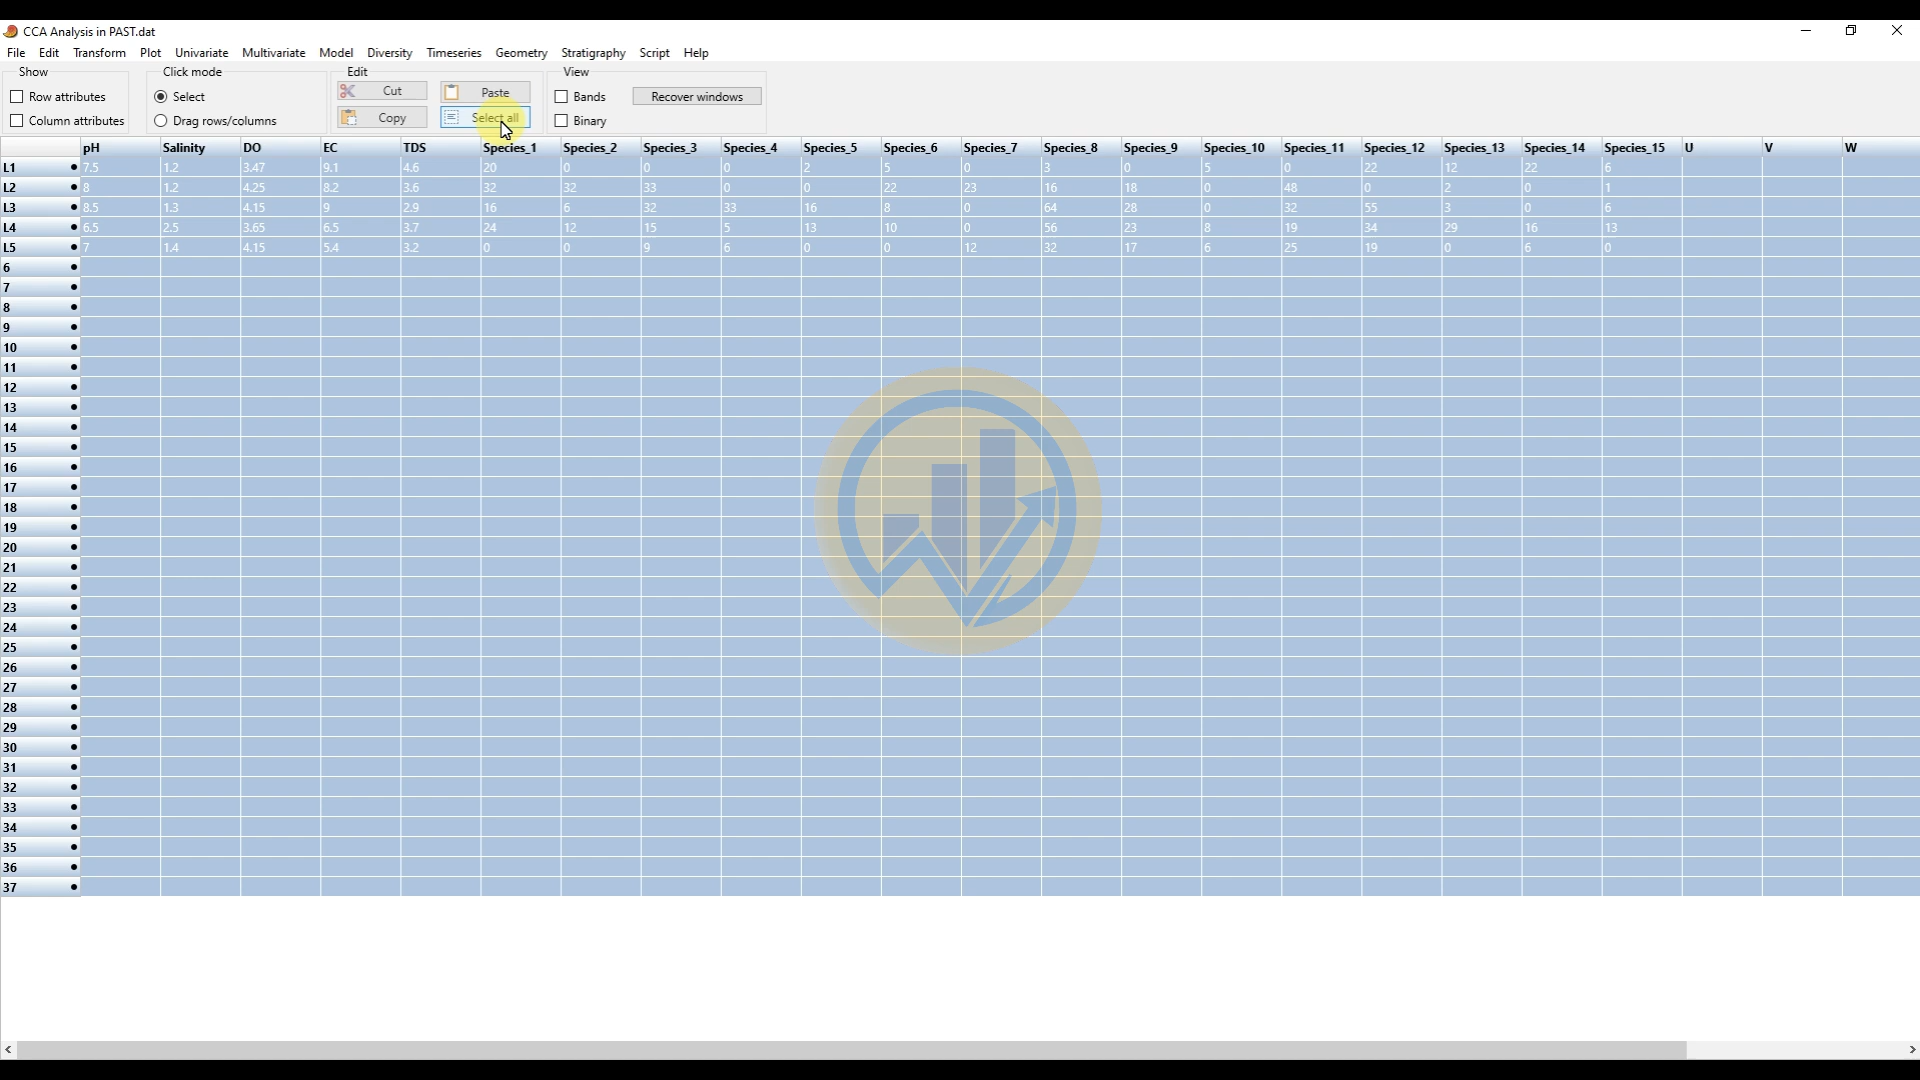 CCA Analysis in PAST.dat
File Edit Transform Plot Univariate Multivariate Model Diversity Timeseries Geometry Stratigraphy Script Help
Show Click mode Edit View
Row attributes Select Cut Paste Bands Recover windows
Column attributes Drag rows/columns Copy Select all Binary
pH Salinity DO EC TDS Species_1 Species_2 Species_3 Species_4 Species_5 Species_6 Species_7 Species_8 Species_9 Species_10 Species_11 Species_12 Species_13 Species_14 Species_15 U V W
L1 7.5 1.2 3.47 9.1 4.6 20 0 0 0 2 5 0 3 0 5 0 22 12 22 6
L2 8 1.2 4.25 8.2 3.6 32 32 33 0 0 22 23 16 18 0 48 0 2 0 1
L3 8.5 1.3 4.15 9 2.9 16 6 32 33 16 8 0 64 28 0 32 55 3 0 6
L4 6.5 2.5 3.65 6.5 3.7 24 12 15 5 13 10 0 56 23 8 19 34 29 16 13
L5 7 1.4 4.15 5.4 3.2 0 0 9 6 0 0 12 32 17 6 25 19 0 6 0
6
7
8
9
10
11
12
13
14
15
16
17
18
19
20
21
22
23
24
25
26
27
28
29
30
31
32
33
34
35
36
37